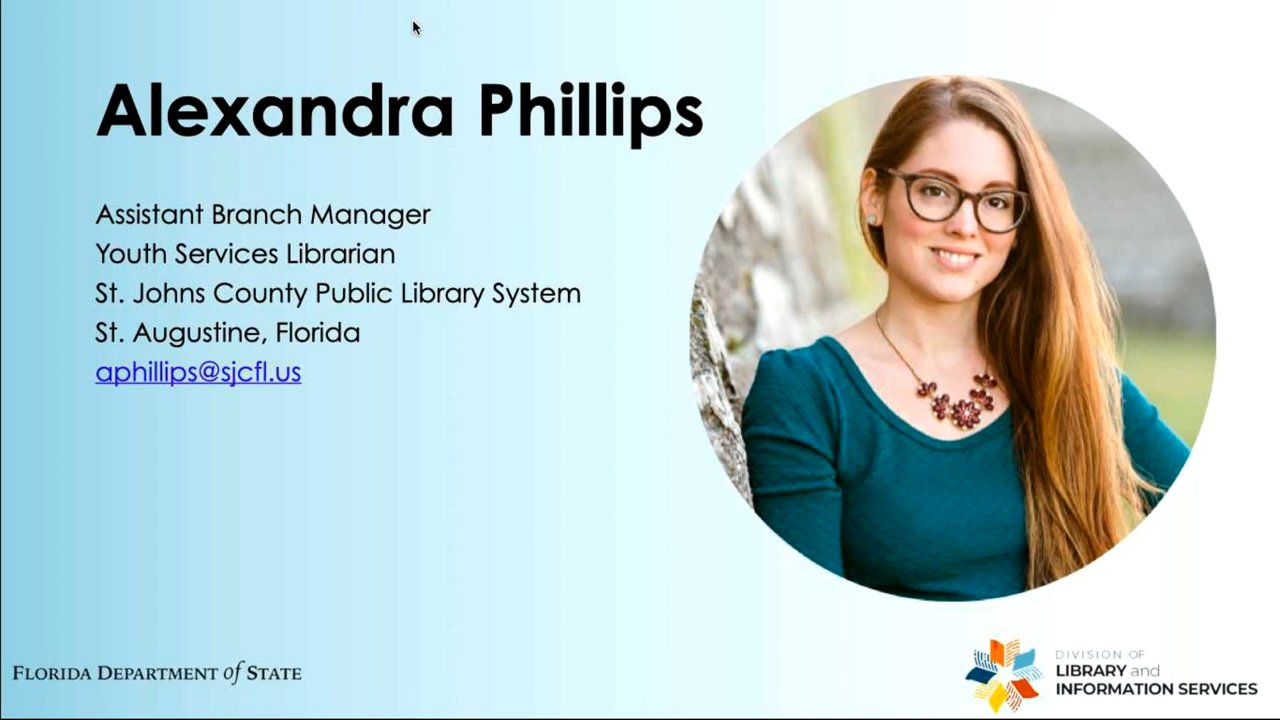 Alexandra Phillips
Assistant Branch Manager
Youth Services Librarian
St. Johns County Public Library System
St. Augustine, Florida
aphillips@sjcfl.us
FLORIDA DEPARTMENT of STATE
DIVISION OF
LIBRARY and
INFORMATION SERVICES